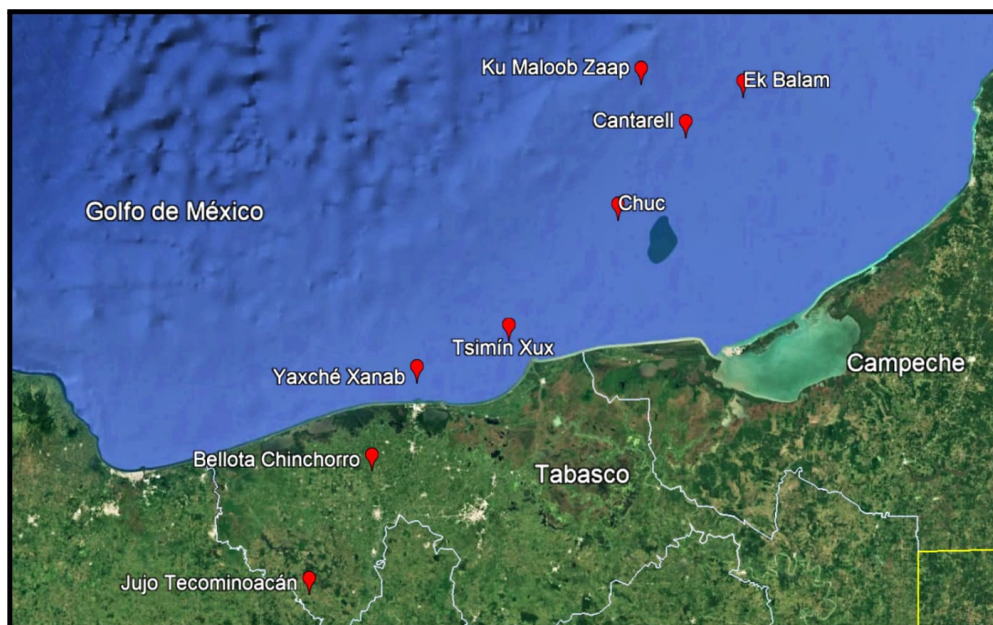 Ku Maloob Zaap
Ek Balam
Cantarell
Chuc
Golfo de México
Tsimín Xux
Yaxché Xanab
Campeche
Bellota Chinchorro
Tabasco
Jujo Tecominoacán